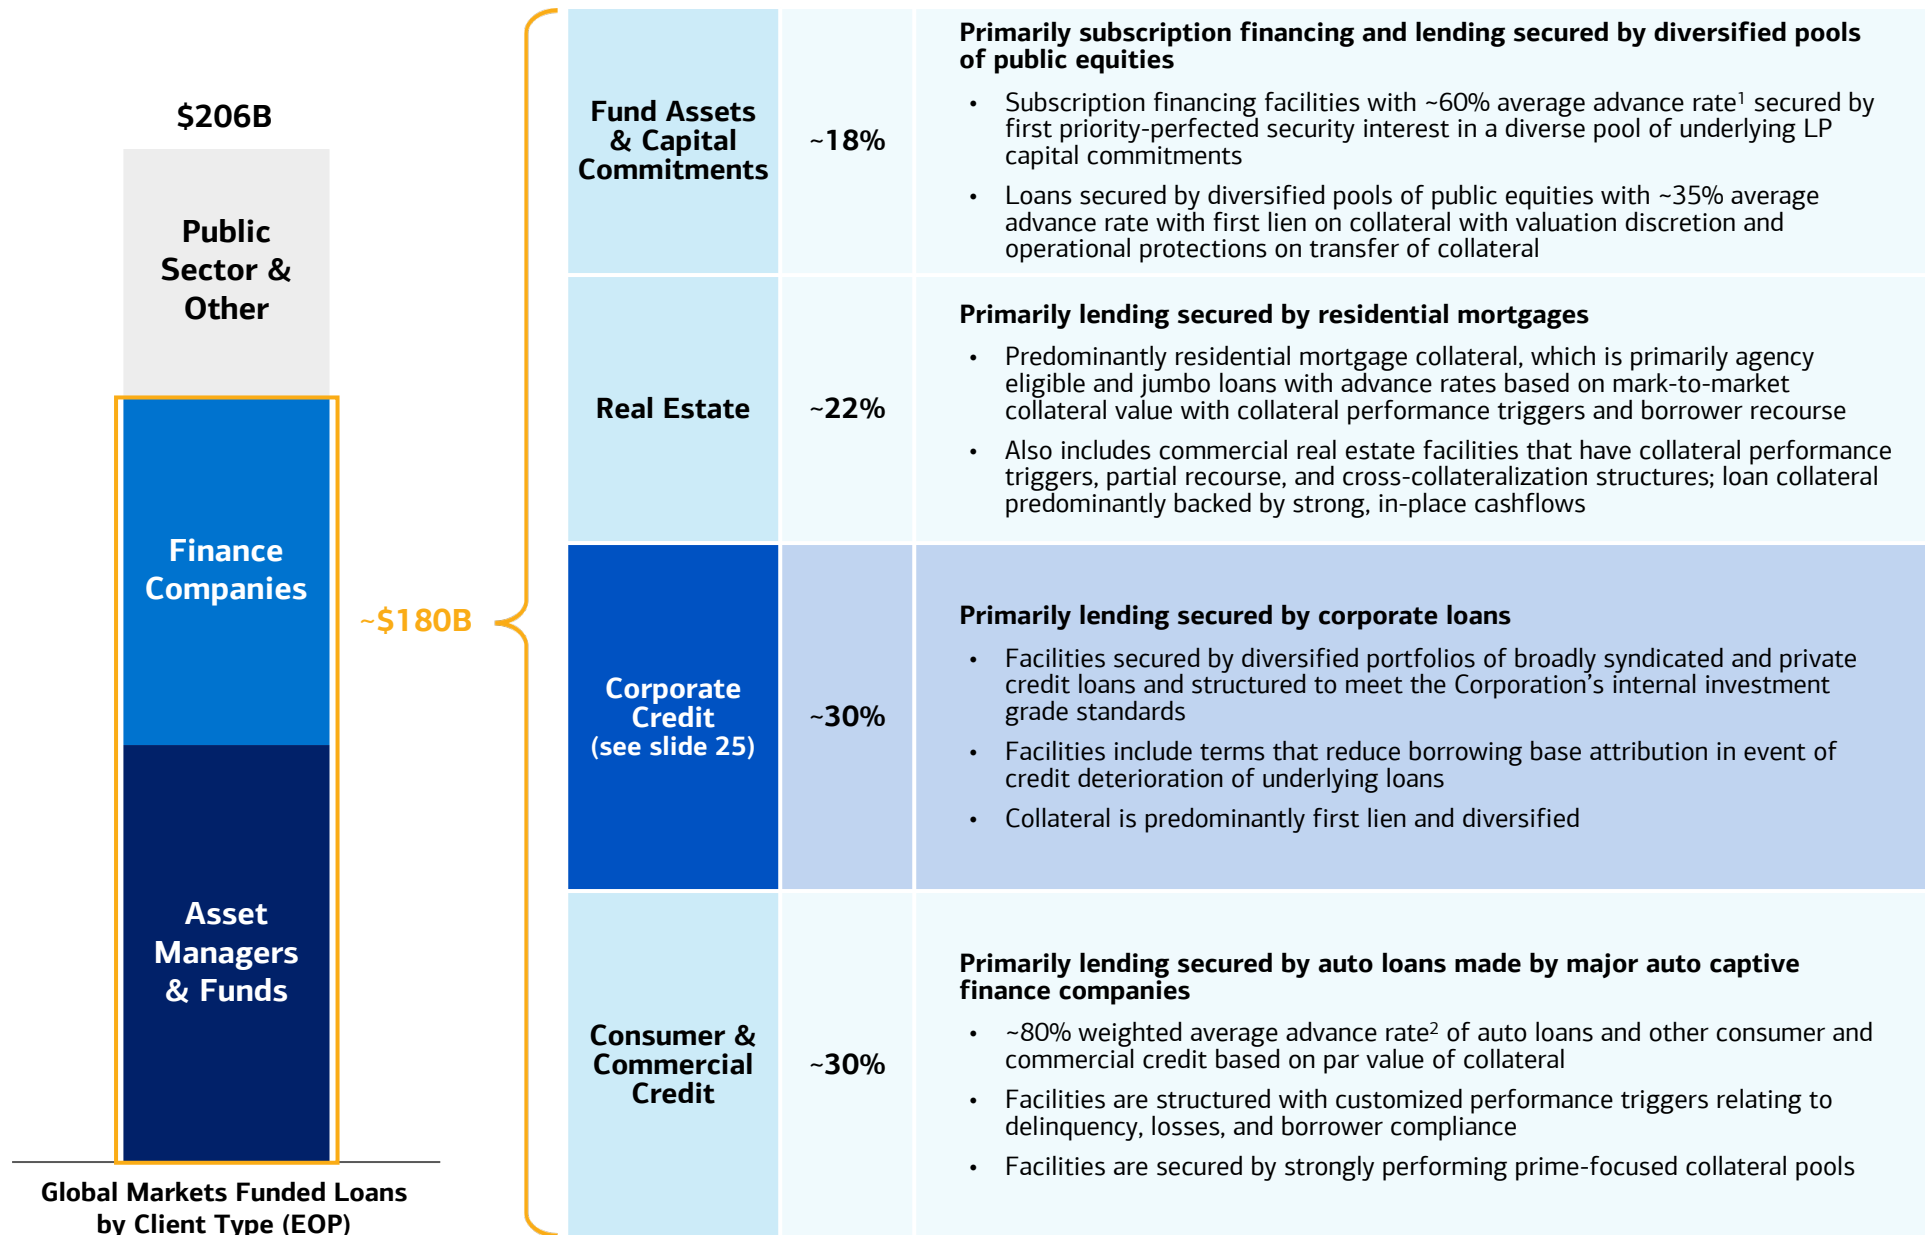 $206B
Public
Sector &
Other
Finance
Companies
Asset
Managers
& Funds
Global Markets Funded Loans
by Client Type (EOP)
~$180B
Fund Assets
& Capital
Commitments
~18%
Primarily subscription financing and lending secured by diversified pools
of public equities
• Subscription financing facilities with ~60% average advance rate¹ secured by
first priority-perfected security interest in a diverse pool of underlying LP
capital commitments
• Loans secured by diversified pools of public equities with ~35% average
advance rate with first lien on collateral with valuation discretion and
operational protections on transfer of collateral
Real Estate
~22%
Primarily lending secured by residential mortgages
• Predominantly residential mortgage collateral, which is primarily agency
eligible and jumbo loans with advance rates based on mark-to-market
collateral value with collateral performance triggers and borrower recourse
• Also includes commercial real estate facilities that have collateral performance
triggers, partial recourse, and cross-collateralization structures; loan collateral
predominantly backed by strong, in-place cashflows
Corporate
Credit
(see slide 25)
~30%
Primarily lending secured by corporate loans
• Facilities secured by diversified portfolios of broadly syndicated and private
credit loans and structured to meet the Corporation's internal investment
grade standards
• Facilities include terms that reduce borrowing base attribution in event of
credit deterioration of underlying loans
• Collateral is predominantly first lien and diversified
Consumer &
Commercial
Credit
~30%
Primarily lending secured by auto loans made by major auto captive
finance companies
• ~80% weighted average advance rate² of auto loans and other consumer and
commercial credit based on par value of collateral
• Facilities are structured with customized performance triggers relating to
delinquency, losses, and borrower compliance
• Facilities are secured by strongly performing prime-focused collateral pools